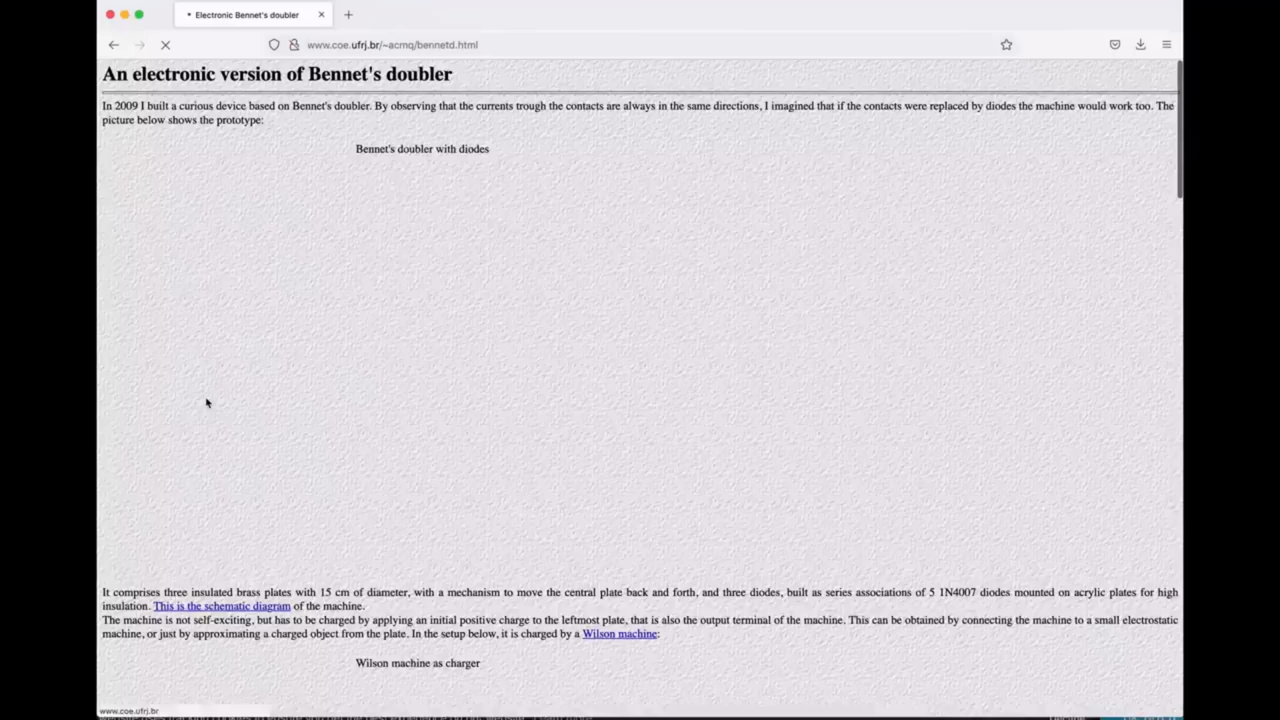 Electronic Bennet's doubler
www.coe.ufrj.br/~acmq/bennetd.html
An electronic version of Bennet's doubler
In 2009 I built a curious device based on Bennet's doubler. By observing that the currents trough the contacts are always in the same directions, I imagined that if the contacts were replaced by diodes the machine would work too. The
picture below shows the prototype:
Bennet's doubler with diodes
It comprises three insulated brass plates with 15 cm of diameter, with a mechanism to move the central plate back and forth, and three diodes, built as series associations of 5 1N4007 diodes mounted on acrylic plates for high
insulation. This is the schematic diagram of the machine.
The machine is not self-exciting, but has to be charged by applying an initial positive charge to the leftmost plate, that is also the output terminal of the machine. This can be obtained by connecting the machine to a small electrostatic
machine, or just by approximating a charged object from the plate. In the setup below, it is charged by a Wilson machine:
Wilson machine as charger
www.coe.ufrj.br